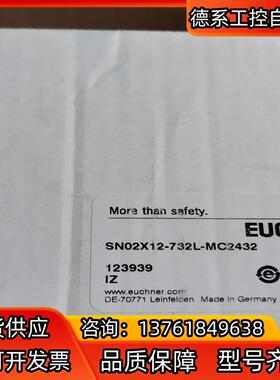 德系工控自
More than safety.
EUC
SN02X12-732L-MC2432
123939
IZ
www.euchner.com
DE-70771 Leinfelden Made in Germany
货供应 咨询: 13761849638
可开发票 品质保障 型号齐